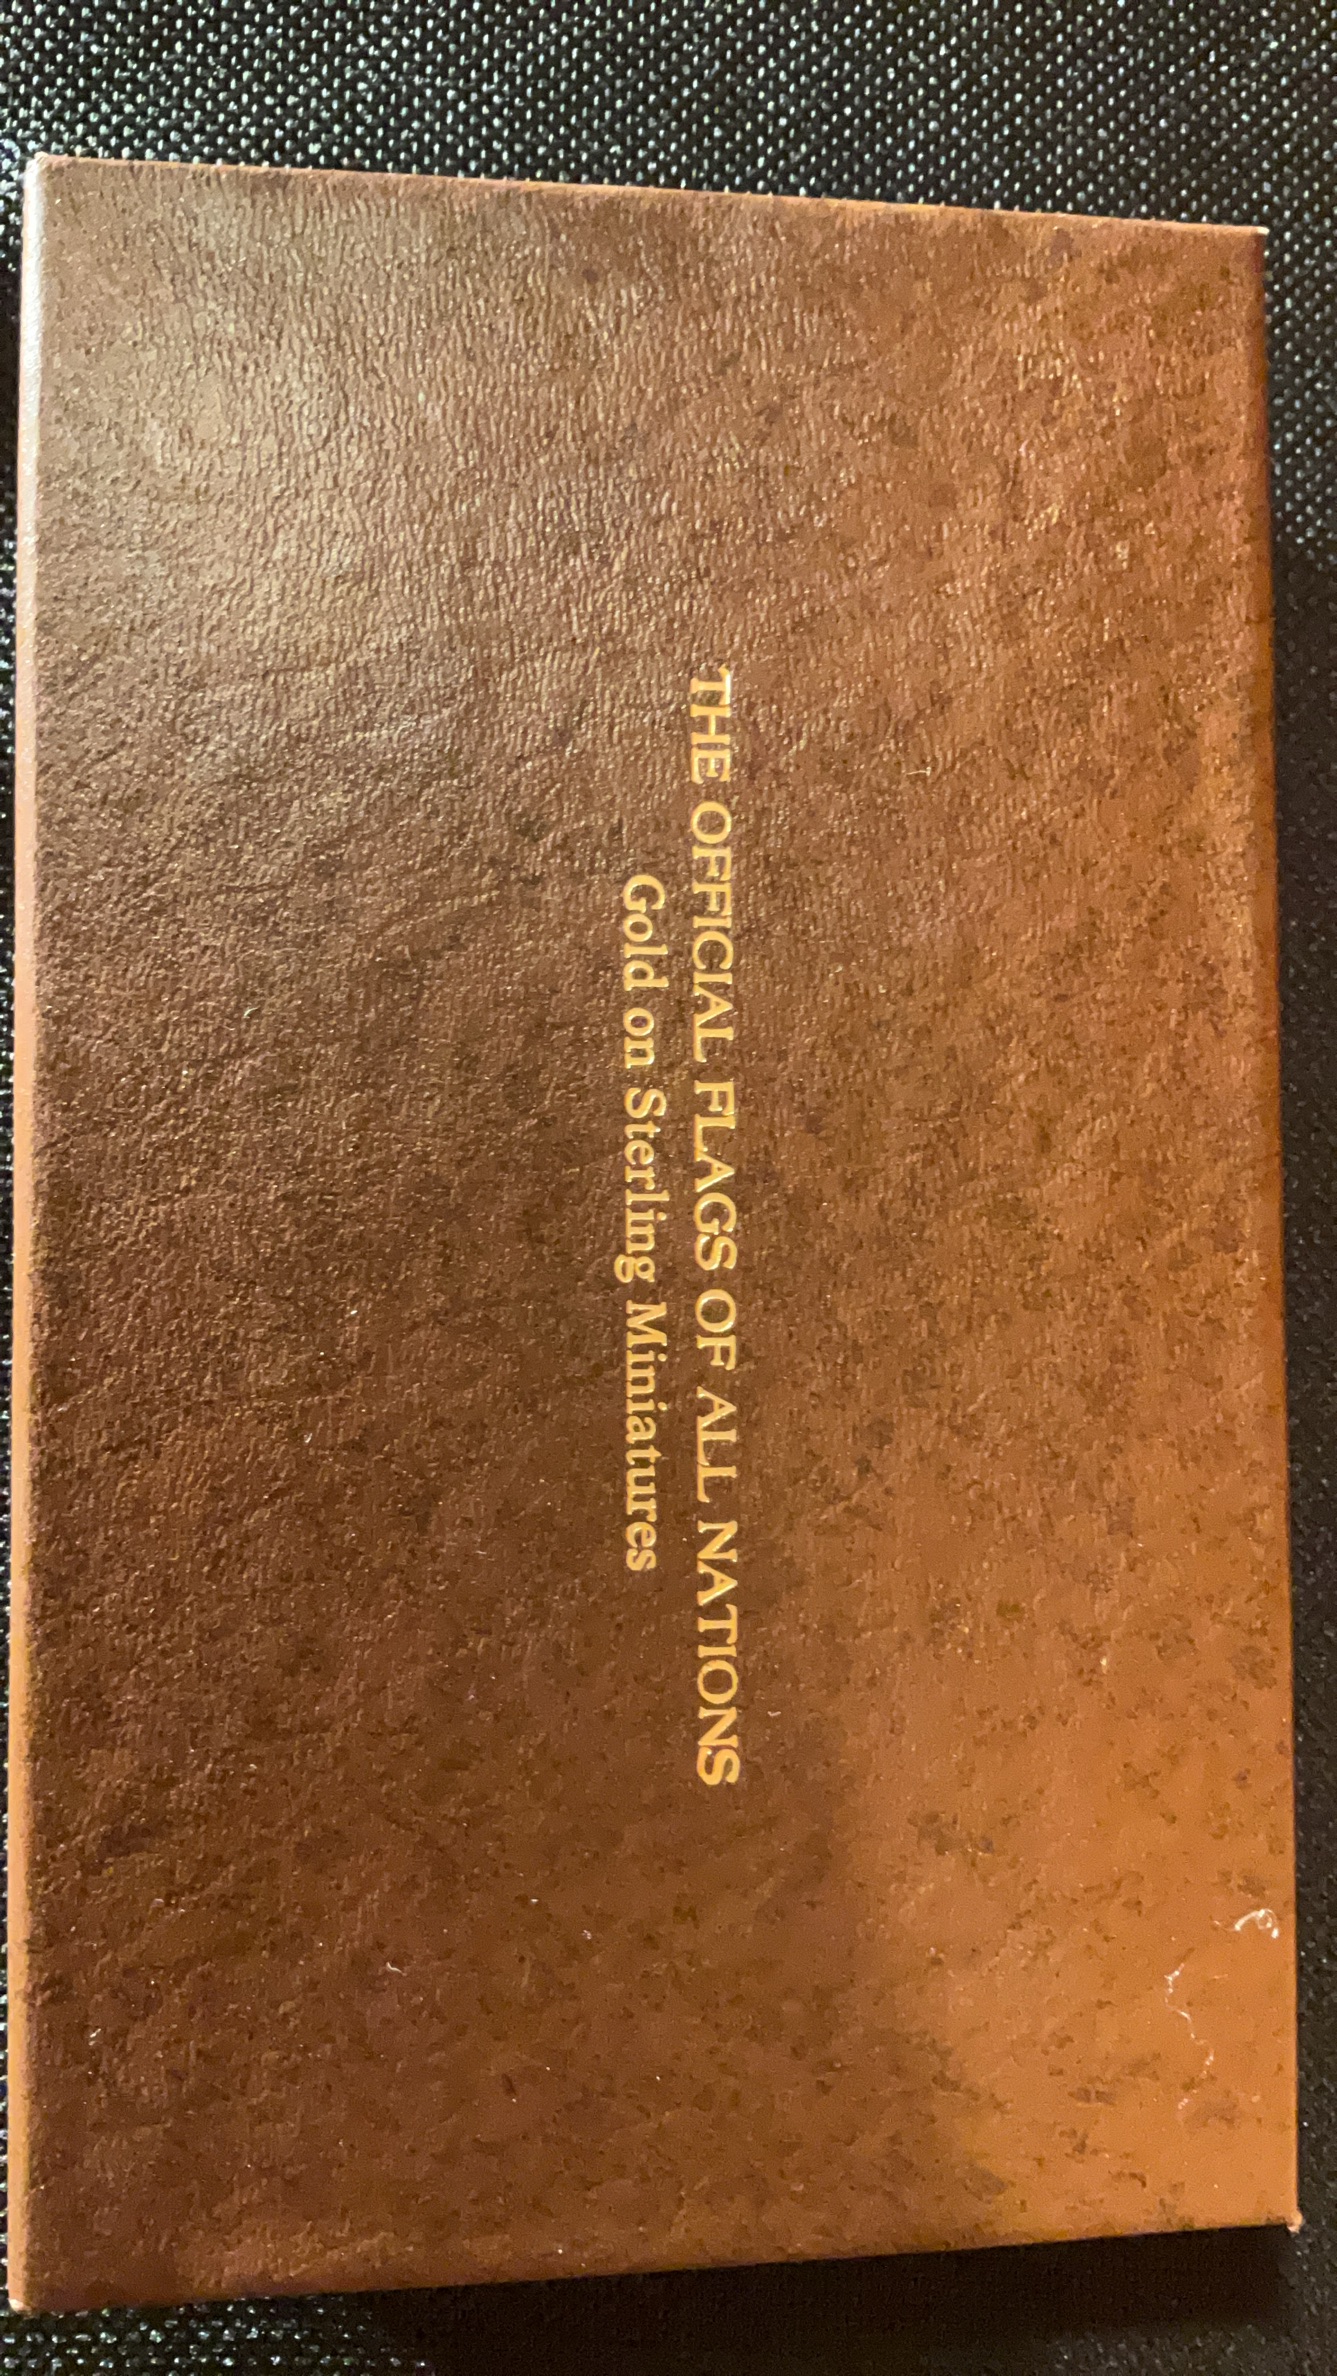 THE OFFICIAL FLAGS OF ALL NATIONS
Gold on Sterling Miniatures